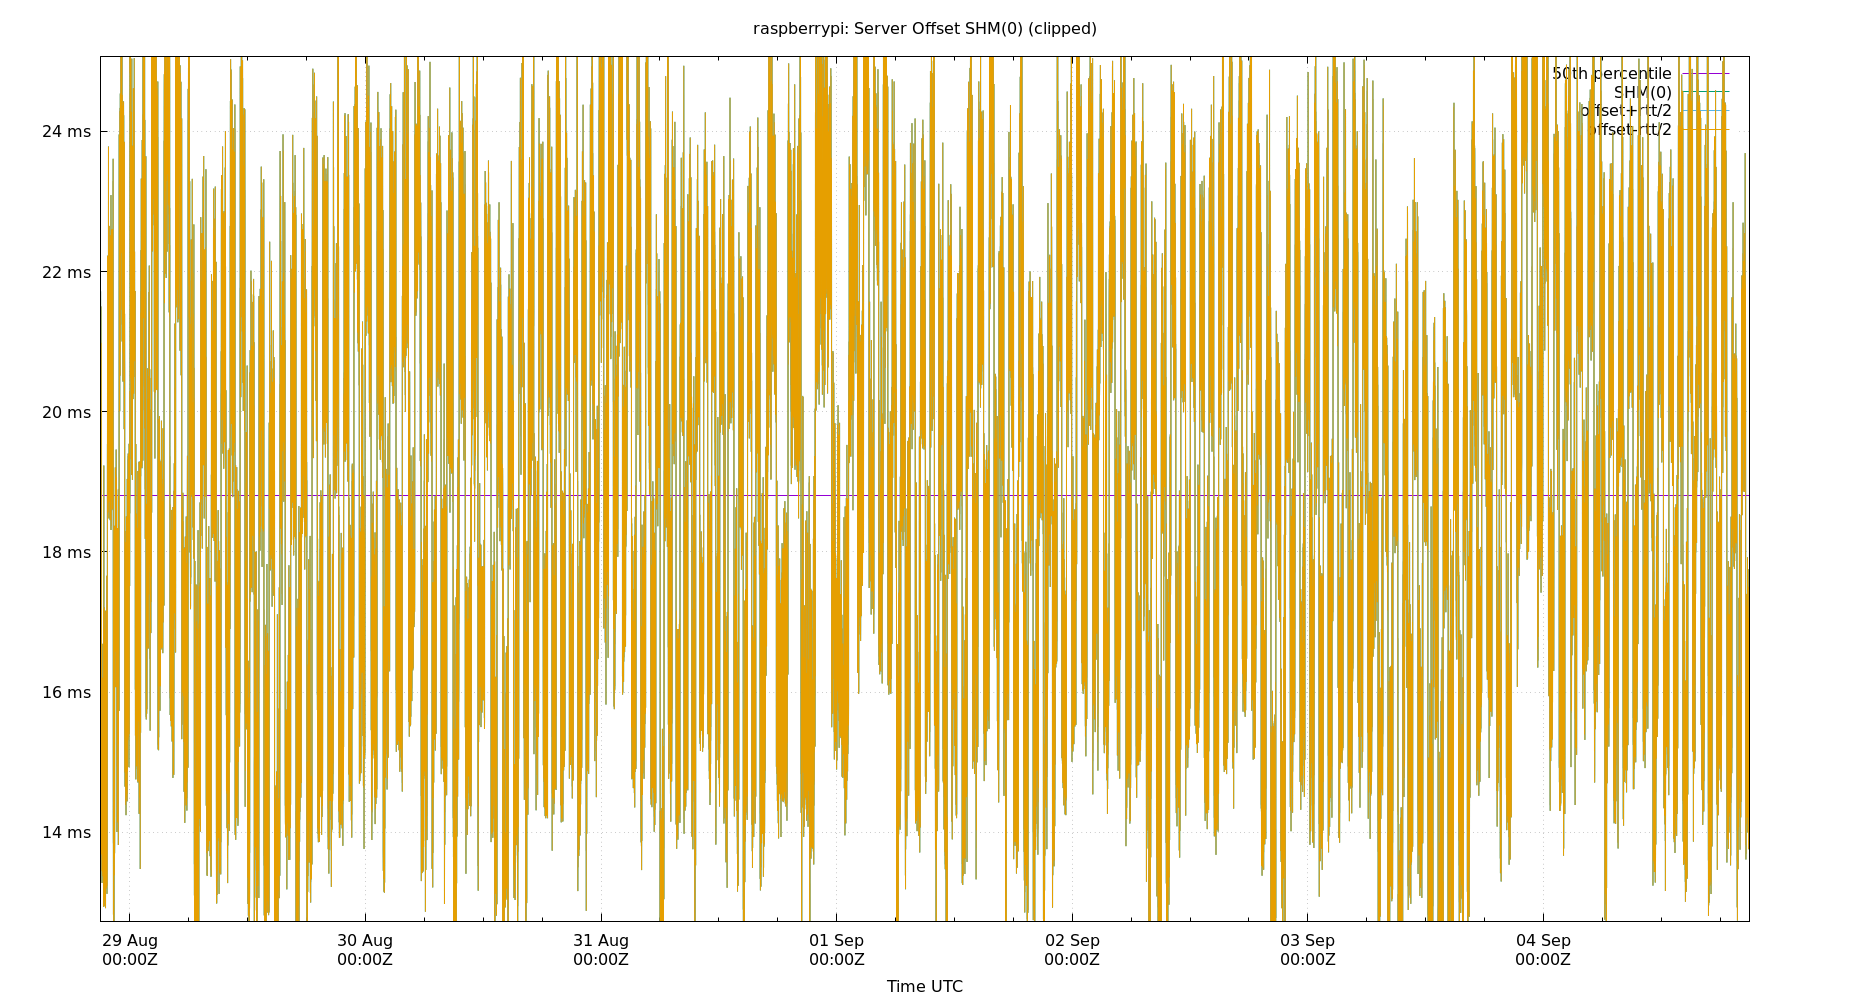 raspberrypi: Server Offset SHM(0) (clipped)
50th percentile
SHM(0)
offset+rtt/2
offset-rtt/2
24 ms
22 ms
20 ms
18 ms
16 ms
14 ms
29 Aug 30 Aug 31 Aug 01 Sep 02 Sep 03 Sep 04 Sep
00:00Z 00:00Z 00:00Z 00:00Z 00:00Z 00:00Z 00:00Z
Time UTC